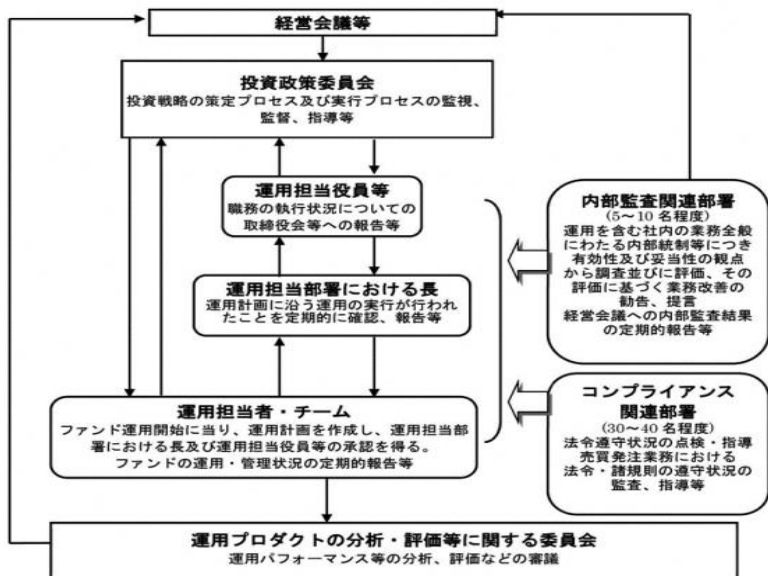 経営会議等
投資政策委員会
投資戦略の策定プロセス及び実行プロセスの監視、
監督、指導等
運用担当役員等
職務の執行状況についての
取締役会等への報告等
運用担当部署における長
運用計画に沿う運用の実行が行われ
たことを定期的に確認、報告等
運用担当者・チーム
ファンド運用開始に当り、運用計画を作成し、運用担当部
署における長及び運用担当役員等の承認を得る。
ファンドの運用・管理状況の定期的報告等
内部監査関連部署
(5～10 名程度)
運用を含む社内の業務全般
にわたる内部統制等につき
有効性及び妥当性の観点
から調査並びに評価、その
評価に基づく業務改善の
勧告、提言
経営会議への内部監査結果
の定期的報告等
コンプライアンス
関連部署
(30～40 名程度)
法令遵守状況の点検・指導
売買発注業務における
法令・諸規則の遵守状況の
監査、指導等
運用プロダクトの分析・評価等に関する委員会
運用パフォーマンス等の分析、評価などの審議